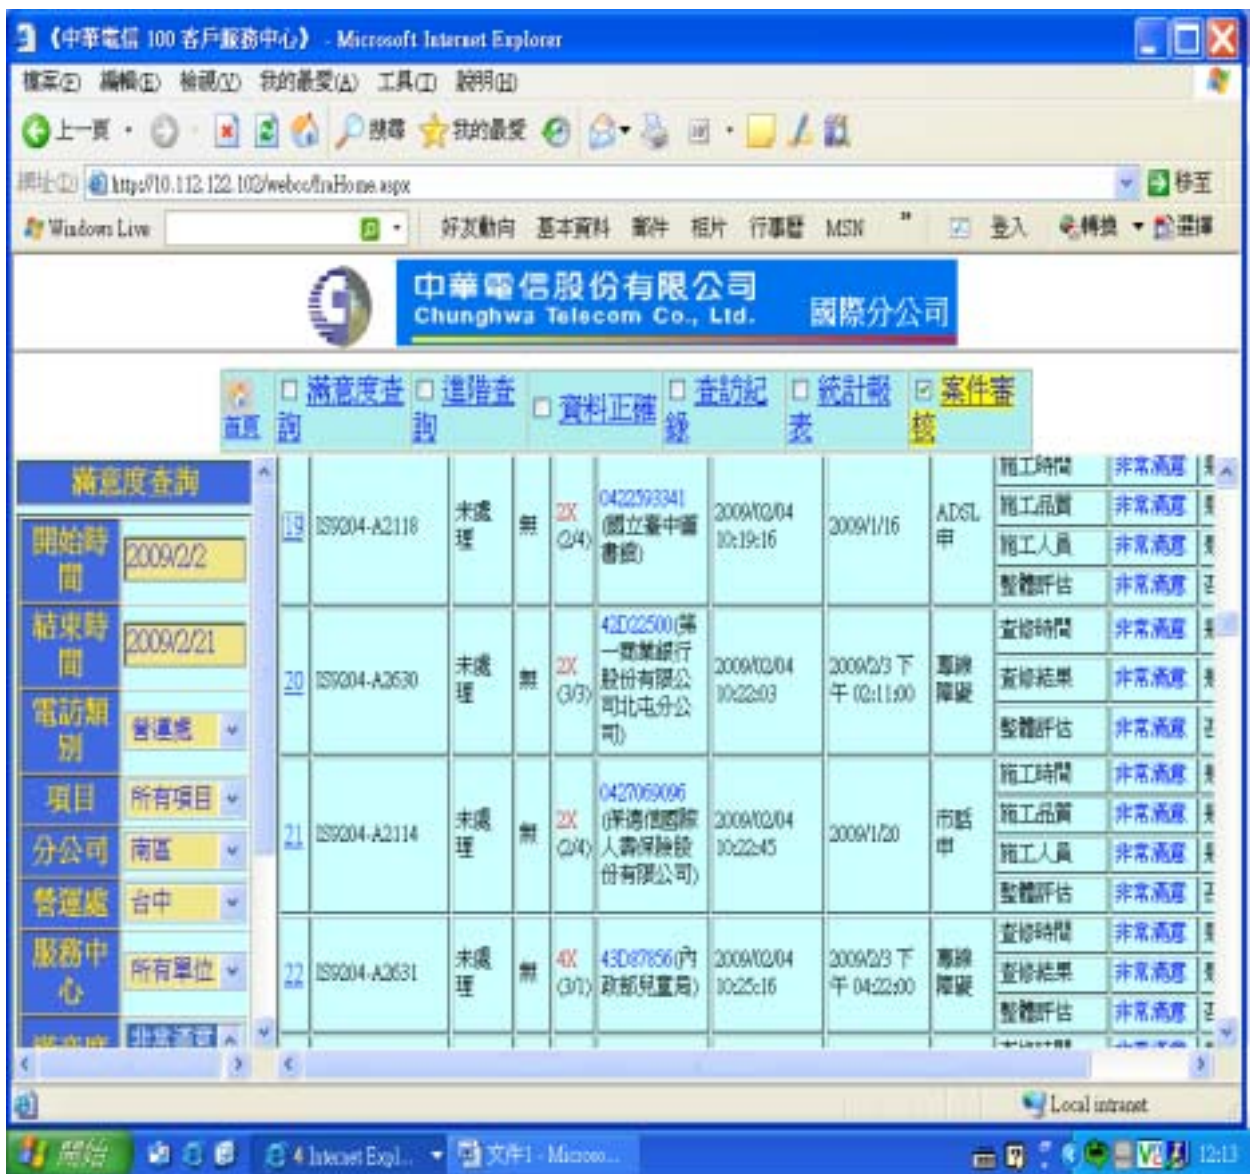 《中華電信 100 客戶服務中心》 - Microsoft Internet Explorer
檔案(F) 編輯(E) 檢視(V) 我的最愛(A) 工具(T) 說明(H)
上一頁 搜尋 我的最愛
網址(D) http://10.112.122.102/webcc/fraHome.aspx 移至
Windows Live 好友動向 基本資料 郵件 相片 行事曆 MSN » 登入 轉換 選擇
中華電信股份有限公司
Chunghwa Telecom Co., Ltd. 國際分公司
首頁 滿意度查詢 進階查詢 資料正確 查訪紀錄 統計報表 案件審核
滿意度查詢
開始時間 2009/2/2
結束時間 2009/2/21
電訪類別 營運處
項目 所有項目
分公司 南區
營運處 台中
服務中心 所有單位
滿意度 非常滿意
19 IS9204-A2118 未處理 無 2X (2/4) 0422593341 (國立臺中圖書館) 2009/02/04 10:19:16 2009/1/16 ADSL申
施工時間 非常滿意
施工品質 非常滿意
施工人員 非常滿意
整體評估 非常滿意 否
20 IS9204-A2630 未處理 無 2X (3/3) 42D22500(第一商業銀行股份有限公司北屯分公司) 2009/02/04 10:22:03 2009/2/3 下午 02:11:00 專線障礙
查修時間 非常滿意
查修結果 非常滿意
整體評估 非常滿意 否
21 IS9204-A2114 未處理 無 2X (2/4) 0427069096 (保德信國際人壽保險股份有限公司) 2009/02/04 10:22:45 2009/1/20 市話申
施工時間 非常滿意
施工品質 非常滿意
施工人員 非常滿意
整體評估 非常滿意 否
22 IS9204-A2631 未處理 無 4X (3/1) 43D87856(內政部兒童局) 2009/02/04 10:25:16 2009/2/3 下午 04:22:00 專線障礙
查修時間 非常滿意
查修結果 非常滿意
整體評估 非常滿意 否
Local intranet
開始 4 Internet Expl... 文件1 - Microso... 12:13